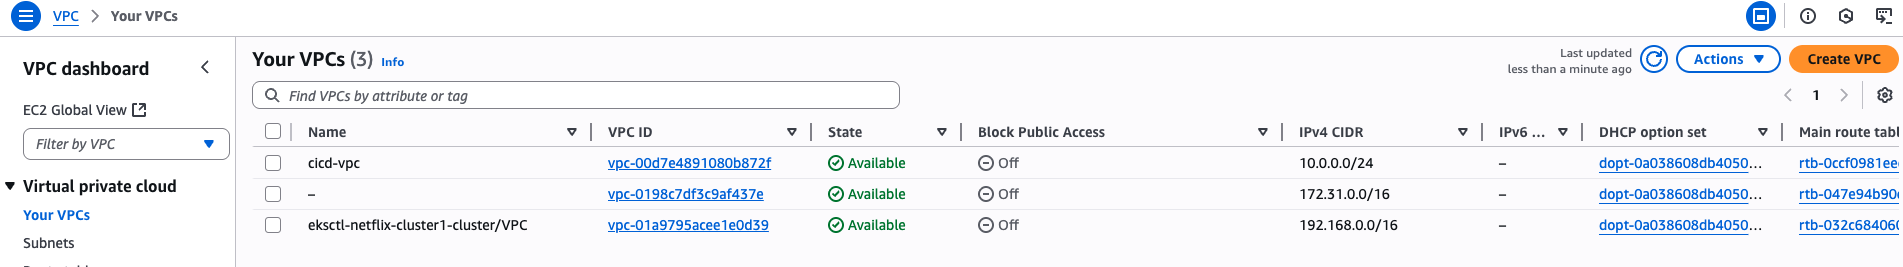 VPC > Your VPCs
VPC dashboard
EC2 Global View
Filter by VPC
Virtual private cloud
Your VPCs
Subnets
Your VPCs (3) Info
Last updated
less than a minute ago
Actions
Create VPC
Find VPCs by attribute or tag
1
Name VPC ID State Block Public Access IPv4 CIDR IPv6 ... DHCP option set Main route tabl
cicd-vpc vpc-00d7e4891080b872f Available Off 10.0.0.0/24 – dopt-0a038608db4050... rtb-0ccf0981ee
– vpc-0198c7df3c9af437e Available Off 172.31.0.0/16 – dopt-0a038608db4050... rtb-047e94b90
eksctl-netflix-cluster1-cluster/VPC vpc-01a9795acee1e0d39 Available Off 192.168.0.0/16 – dopt-0a038608db4050... rtb-032c684060